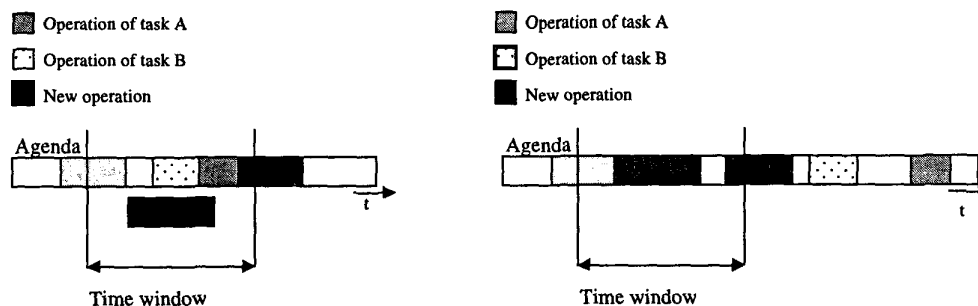 Operation of task A
Operation of task B
New operation
Agenda
t
Time window
Operation of task A
Operation of task B
New operation
Agenda
t
Time window